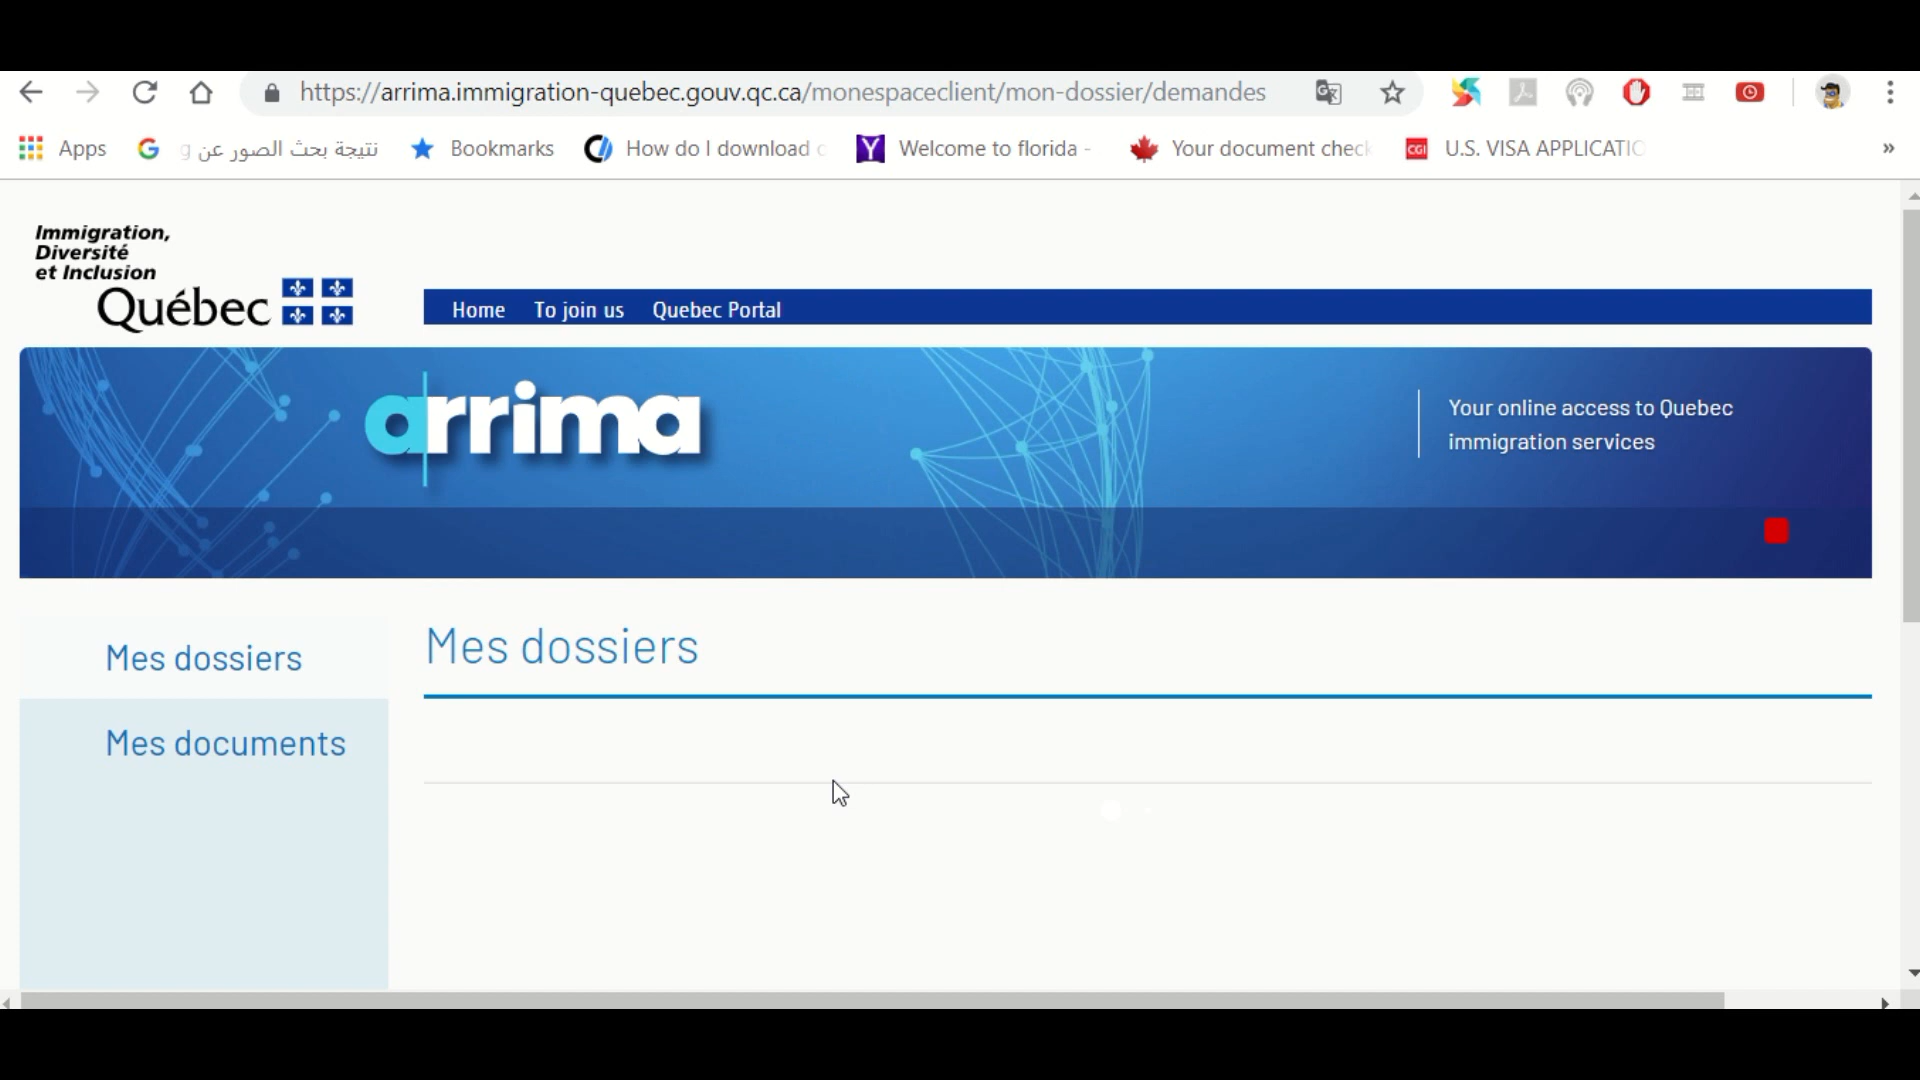 https://arrima.immigration-quebec.gouv.qc.ca/monespaceclient/mon-dossier/demandes
Apps
نتيجة بحث الصور عن g
Bookmarks
How do I download
Welcome to florida -
Your document check
U.S. VISA APPLICATIO
»
Immigration,
Diversité
et Inclusion
Québec
Home To join us Quebec Portal
arrima
Your online access to Quebec
immigration services
Mes dossiers
Mes documents
Mes dossiers